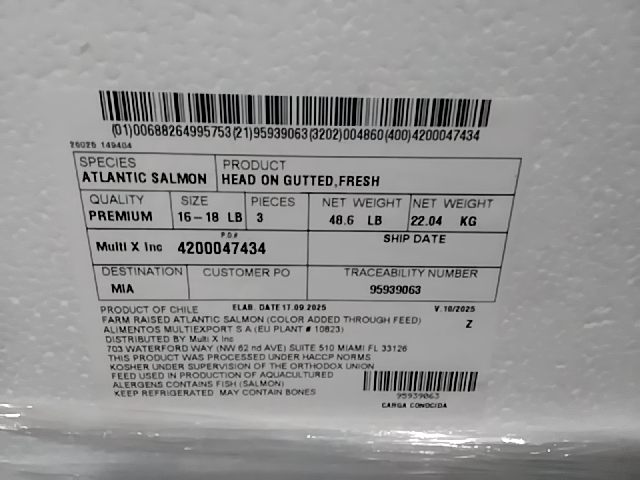 (01)00688264995753(21)95939063(3202)004860(400)4200047434
26025 149404
SPECIES
ATLANTIC SALMON
PRODUCT
HEAD ON GUTTED,FRESH
QUALITY
PREMIUM
SIZE
16-18 LB
PIECES
3
NET WEIGHT
48.6 LB
NET WEIGHT
22.04 KG
Multi X Inc
P.O.#
4200047434
SHIP DATE
DESTINATION
MIA
CUSTOMER PO
TRACEABILITY NUMBER
95939063
PRODUCT OF CHILE ELAB. DATE 17.09.2025 V.10/2025
FARM RAISED ATLANTIC SALMON (COLOR ADDED THROUGH FEED) Z
ALIMENTOS MULTIEXPORT S A (EU PLANT # 10823)
DISTRIBUTED BY Multi X Inc
703 WATERFORD WAY (NW 62 nd AVE) SUITE 510 MIAMI FL 33126
THIS PRODUCT WAS PROCESSED UNDER HACCP NORMS
KOSHER UNDER SUPERVISION OF THE ORTHODOX UNION
FEED USED IN PRODUCTION OF AQUACULTURED
ALERGENS CONTAINS FISH (SALMON)
KEEP REFRIGERATED MAY CONTAIN BONES
95939063
CARGA CONOCIDA